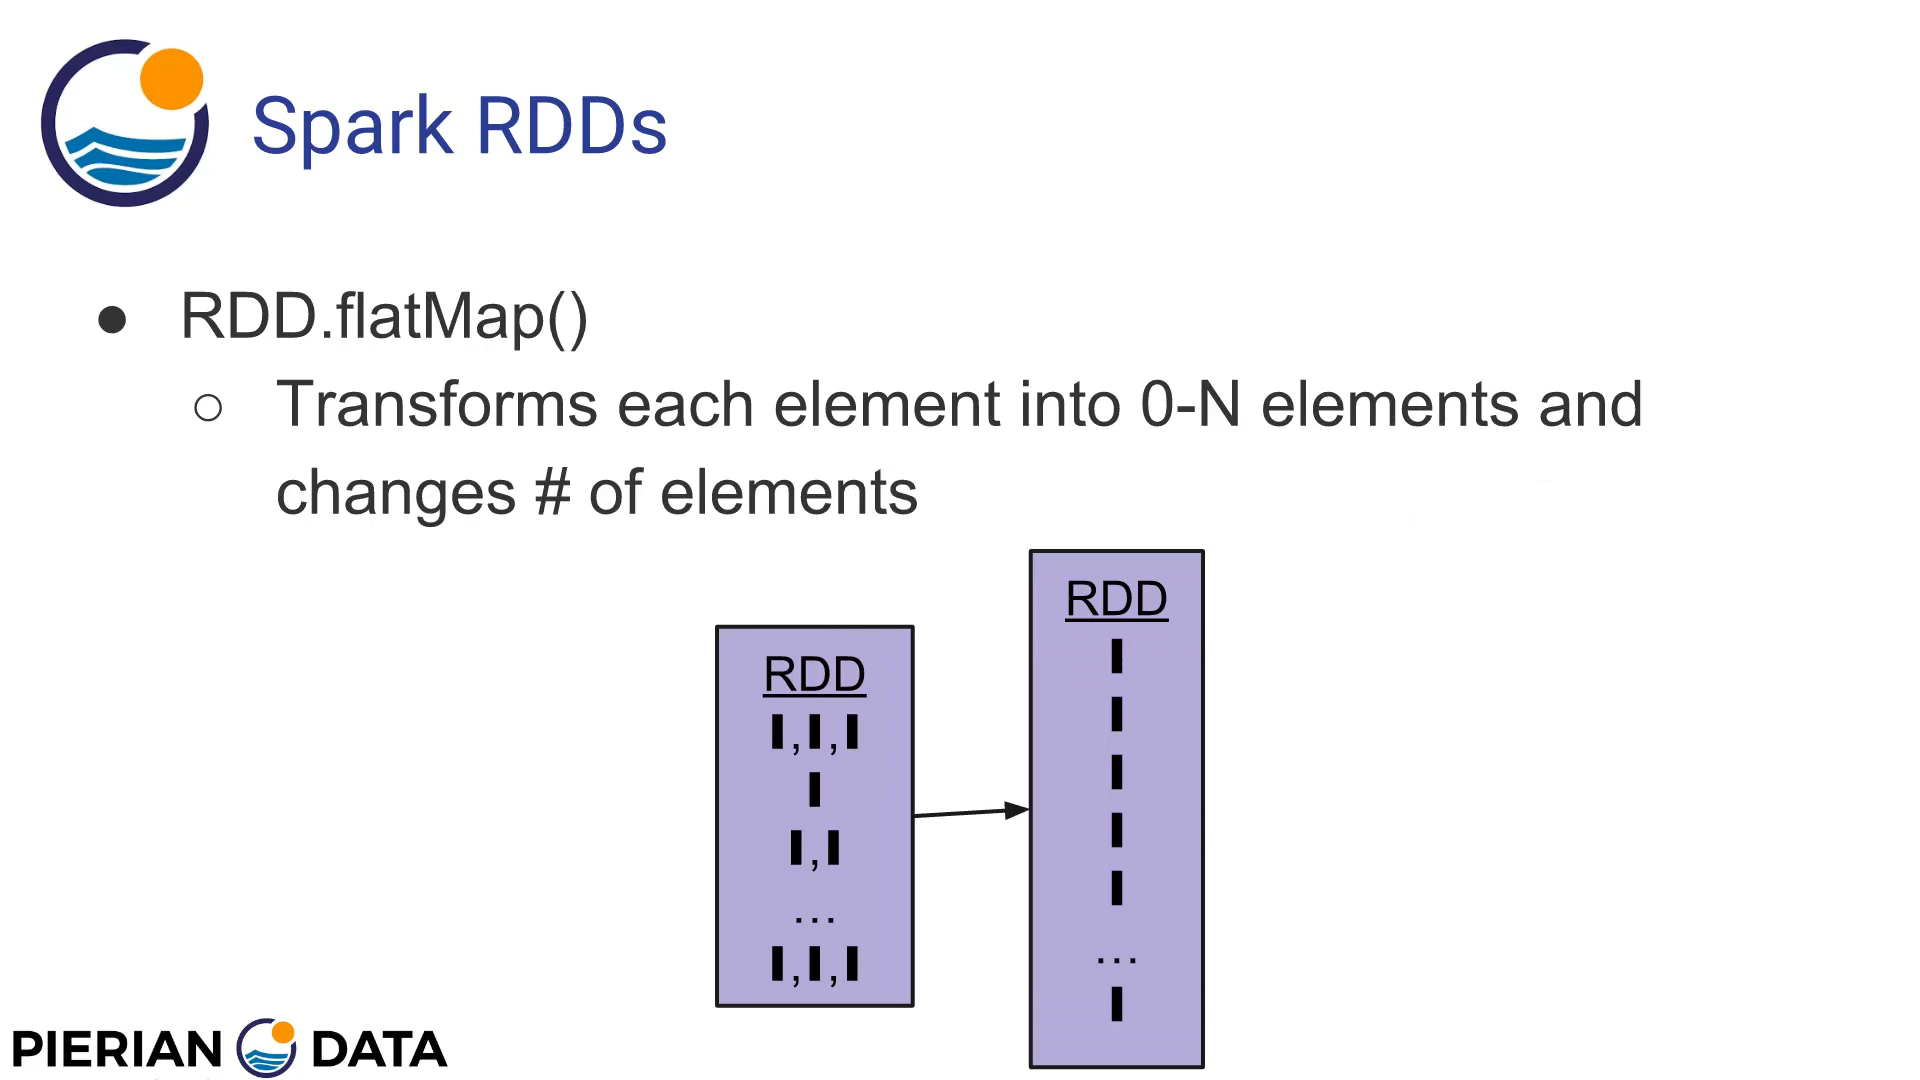 Spark RDDs
● RDD.flatMap()
○ Transforms each element into 0-N elements and
changes # of elements
RDD
I,I,I
I
I,I
...
I,I,I
RDD
I
I
I
I
I
...
I
PIERIAN DATA